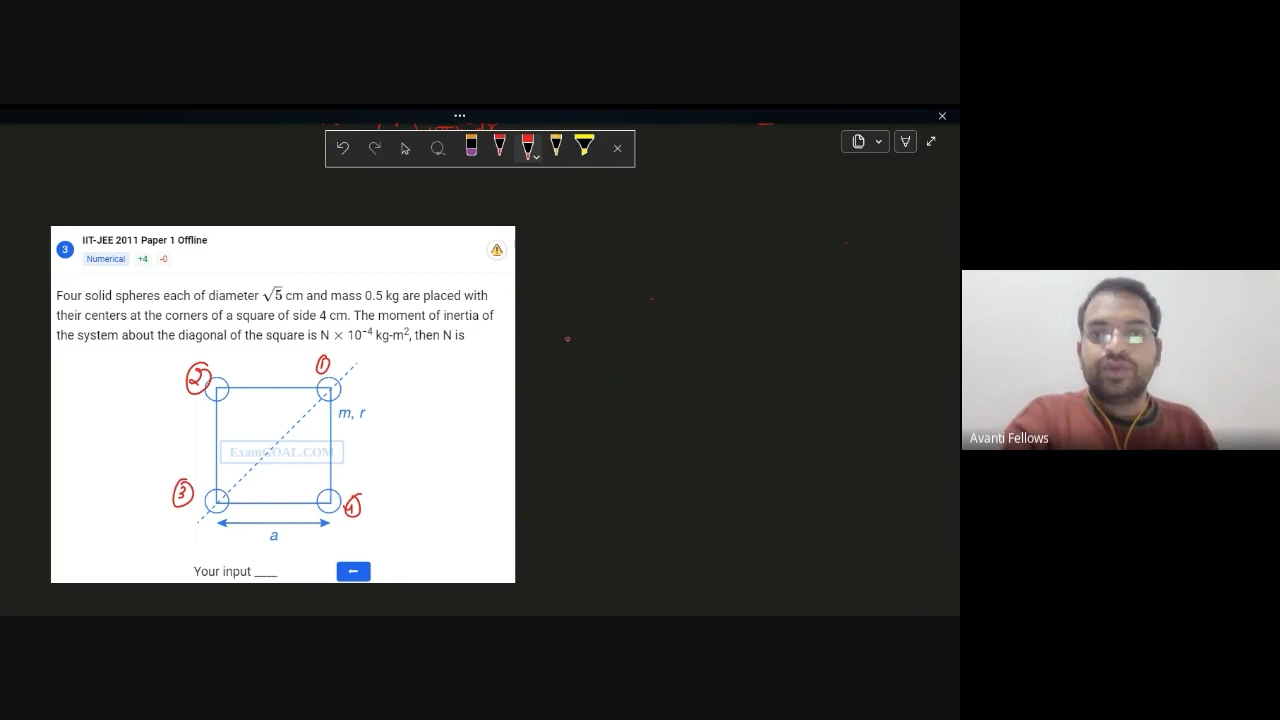 3
IIT-JEE 2011 Paper 1 Offline
Numerical +4 -0
Four solid spheres each of diameter √5 cm and mass 0.5 kg are placed with
their centers at the corners of a square of side 4 cm. The moment of inertia of
the system about the diagonal of the square is N × 10⁻⁴ kg-m², then N is
2 1
m, r
ExamGOAL.COM
3 4
a
Your input ____
Avanti Fellows